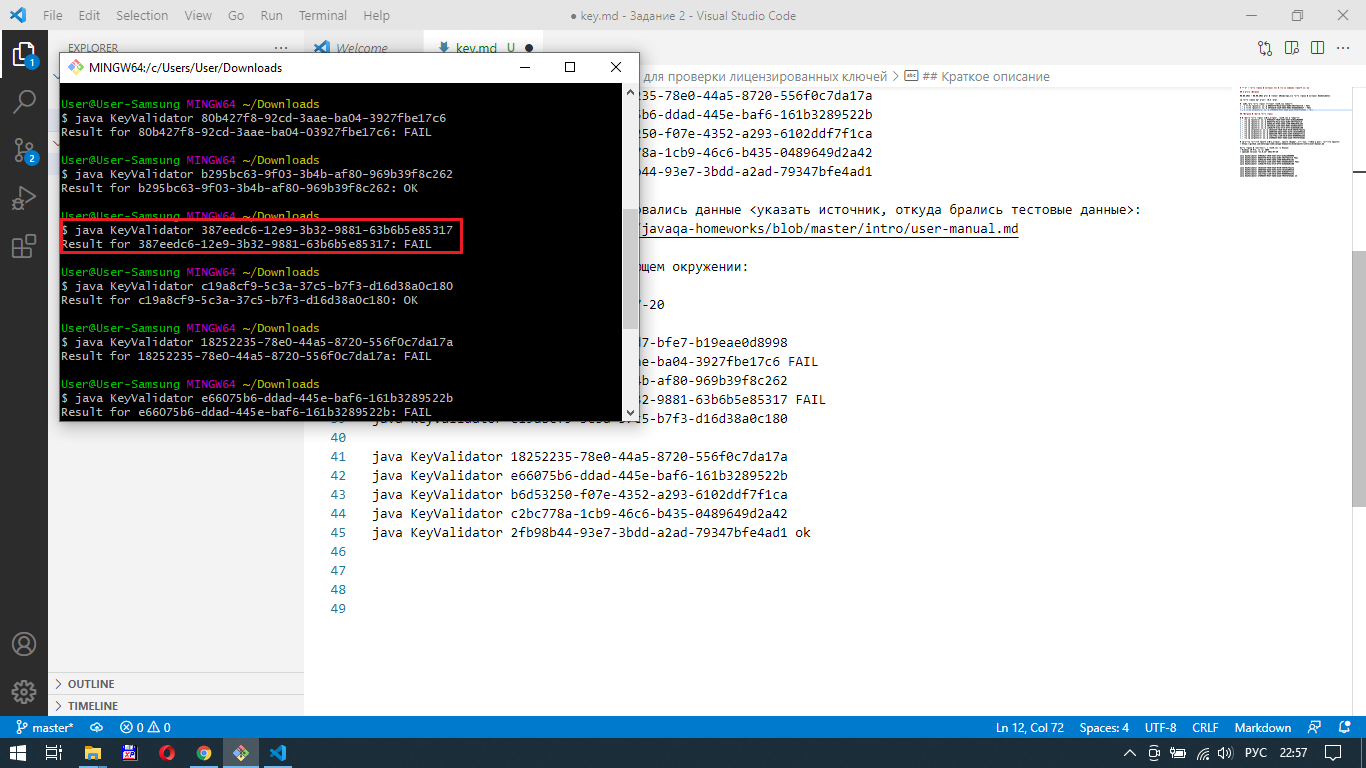 File Edit Selection View Go Run Terminal Help
● key.md - Задание 2 - Visual Studio Code
EXPLORER
Welcome
key.md U ●
для проверки лицензированных ключей > ## Краткое описание
MINGW64:/c/Users/User/Downloads
User@User-Samsung MINGW64 ~/Downloads
$ java KeyValidator 80b427f8-92cd-3aae-ba04-3927fbe17c6
Result for 80b427f8-92cd-3aae-ba04-03927fbe17c6: FAIL
User@User-Samsung MINGW64 ~/Downloads
$ java KeyValidator b295bc63-9f03-3b4b-af80-969b39f8c262
Result for b295bc63-9f03-3b4b-af80-969b39f8c262: OK
User@User-Samsung MINGW64 ~/Downloads
$ java KeyValidator 387eedc6-12e9-3b32-9881-63b6b5e85317
Result for 387eedc6-12e9-3b32-9881-63b6b5e85317: FAIL
User@User-Samsung MINGW64 ~/Downloads
$ java KeyValidator c19a8cf9-5c3a-37c5-b7f3-d16d38a0c180
Result for c19a8cf9-5c3a-37c5-b7f3-d16d38a0c180: OK
User@User-Samsung MINGW64 ~/Downloads
$ java KeyValidator 18252235-78e0-44a5-8720-556f0c7da17a
Result for 18252235-78e0-44a5-8720-556f0c7da17a: FAIL
User@User-Samsung MINGW64 ~/Downloads
$ java KeyValidator e66075b6-ddad-445e-baf6-161b3289522b
Result for e66075b6-ddad-445e-baf6-161b3289522b: FAIL
35-78e0-44a5-8720-556f0c7da17a
b6-ddad-445e-baf6-161b3289522b
50-f07e-4352-a293-6102ddf7f1ca
8a-1cb9-46c6-b435-0489649d2a42
4-93e7-3bdd-a2ad-79347bfe4ad1
овались данные <указать источник, откуда брались тестовые данные>:
/javaqa-homeworks/blob/master/intro/user-manual.md
щем окружении:
-20
7-bfe7-b19eae0d8998
e-ba04-3927fbe17c6 FAIL
b-af80-969b39f8c262
2-9881-63b6b5e85317 FAIL
-b7f3-d16d38a0c180
40
41 java KeyValidator 18252235-78e0-44a5-8720-556f0c7da17a
42 java KeyValidator e66075b6-ddad-445e-baf6-161b3289522b
43 java KeyValidator b6d53250-f07e-4352-a293-6102ddf7f1ca
44 java KeyValidator c2bc778a-1cb9-46c6-b435-0489649d2a42
45 java KeyValidator 2fb98b44-93e7-3bdd-a2ad-79347bfe4ad1 ok
46
47
48
49
OUTLINE
TIMELINE
master* 0 0
Ln 12, Col 72 Spaces: 4 UTF-8 CRLF Markdown
РУС 22:57